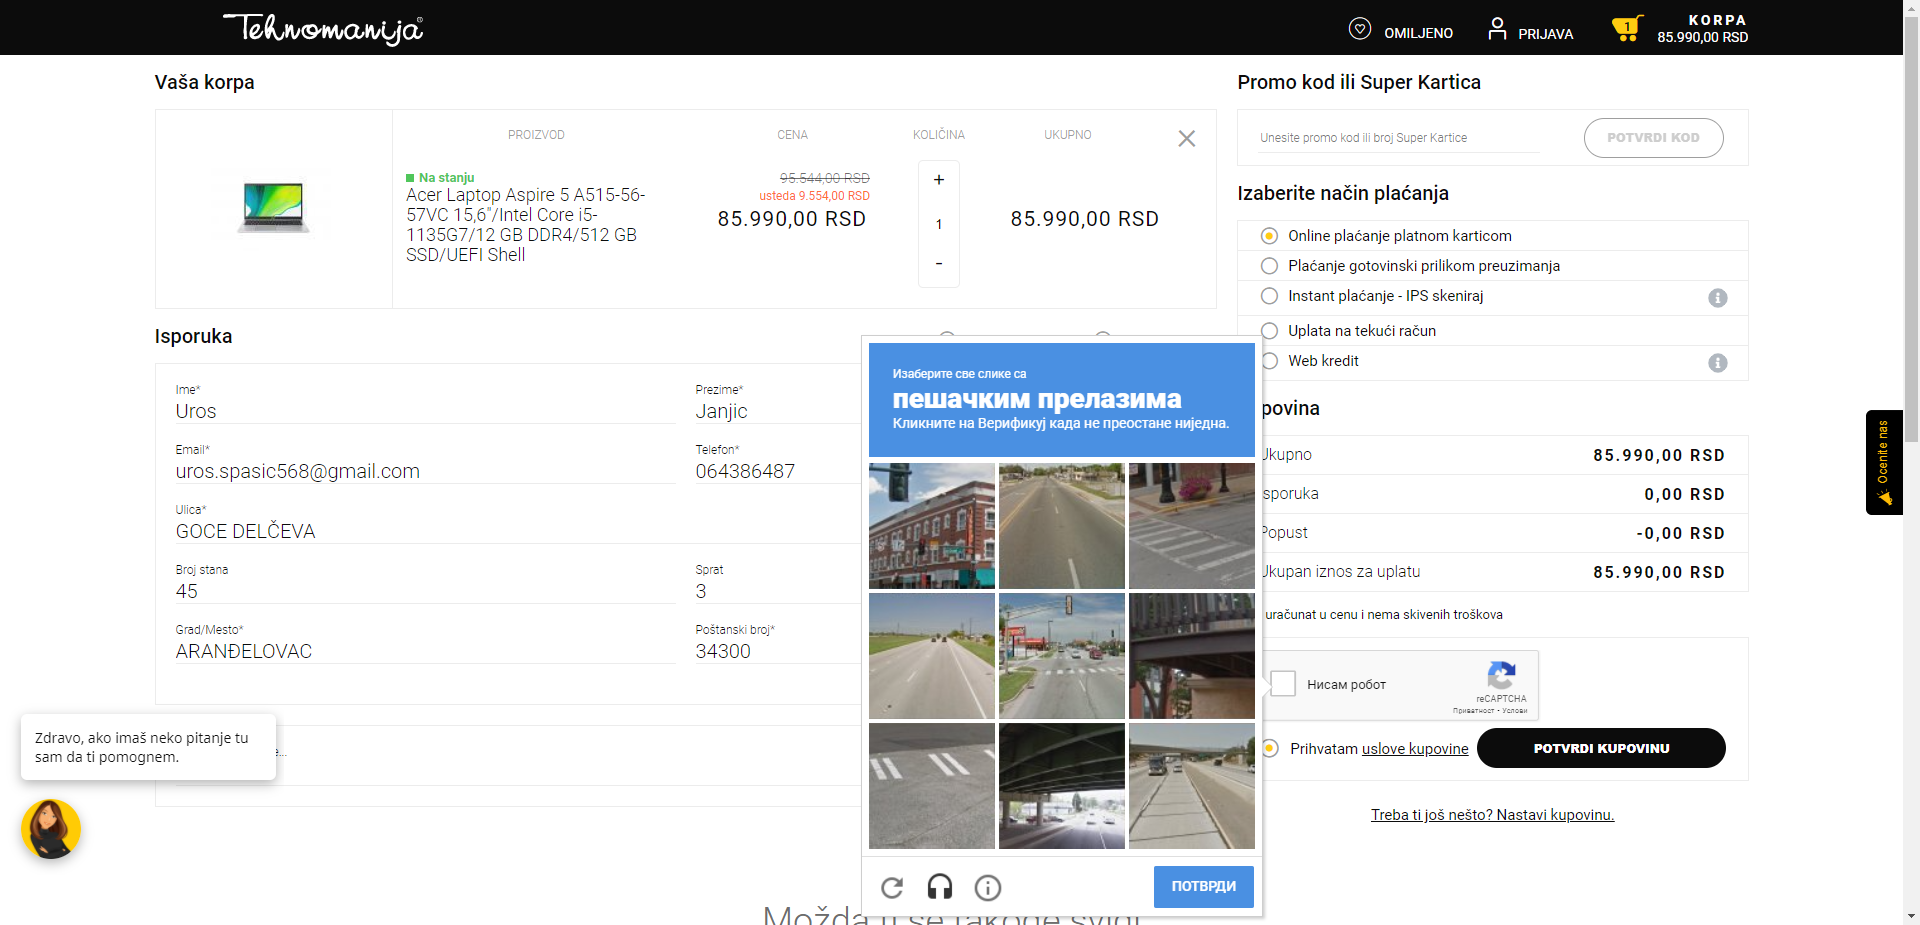 Tehnomanija
OMILJENO
PRIJAVA
1
KORPA
85.990,00 RSD
Vaša korpa
PROIZVOD
CENA
KOLIČINA
UKUPNO
Na stanju
Acer Laptop Aspire 5 A515-56-
57VC 15,6"/Intel Core i5-
1135G7/12 GB DDR4/512 GB
SSD/UEFI Shell
95.544,00 RSD
usteda 9.554,00 RSD
85.990,00 RSD
+
1
-
85.990,00 RSD
Promo kod ili Super Kartica
Unesite promo kod ili broj Super Kartice
POTVRDI KOD
Izaberite način plaćanja
Online plaćanje platnom karticom
Plaćanje gotovinski prilikom preuzimanja
Instant plaćanje - IPS skeniraj
Uplata na tekući račun
Web kredit
Isporuka
Ime*
Uros
Prezime*
Janjic
Email*
uros.spasic568@gmail.com
Telefon*
064386487
Ulica*
GOCE DELČEVA
Broj stana
45
Sprat
3
Grad/Mesto*
ARANĐELOVAC
Poštanski broj*
34300
Изаберите све слике са
пешачким прелазима
Кликните на Верификуј када не преостане ниједна.
ПОТВРДИ
povina
Ukupno
85.990,00 RSD
sporuka
0,00 RSD
Popust
-0,00 RSD
Ukupan iznos za uplatu
85.990,00 RSD
uračunat u cenu i nema skivenih troškova
Нисам робот
reCAPTCHA
Приватност • Услови
Prihvatam uslove kupovine
POTVRDI KUPOVINU
Treba ti još nešto? Nastavi kupovinu.
Ocenite nas
Zdravo, ako imaš neko pitanje tu
sam da ti pomognem.
e...
Možda ti se takođe svidi